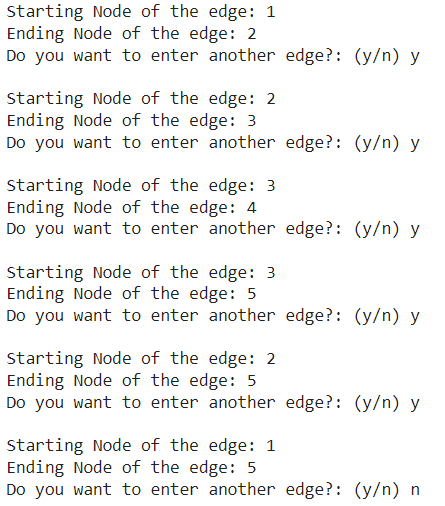 Starting Node of the edge: 1
Ending Node of the edge: 2
Do you want to enter another edge?: (y/n) y
Starting Node of the edge: 2
Ending Node of the edge: 3
Do you want to enter another edge?: (y/n) y
Starting Node of the edge: 3
Ending Node of the edge: 4
Do you want to enter another edge?: (y/n) y
Starting Node of the edge: 3
Ending Node of the edge: 5
Do you want to enter another edge?: (y/n) y
Starting Node of the edge: 2
Ending Node of the edge: 5
Do you want to enter another edge?: (y/n) y
Starting Node of the edge: 1
Ending Node of the edge: 5
Do you want to enter another edge?: (y/n) n